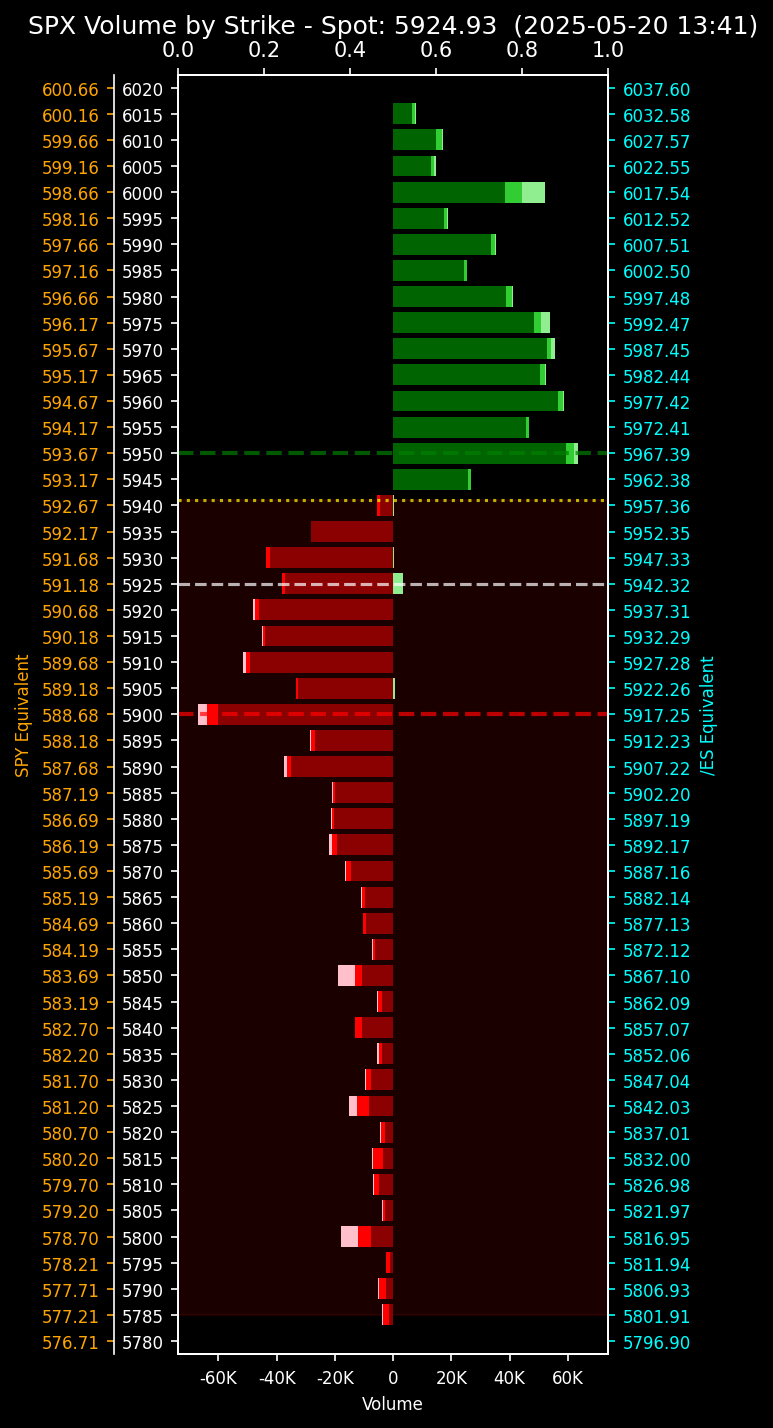 SPX Volume by Strike - Spot: 5924.93 (2025-05-20 13:41)
0.0 0.2 0.4 0.6 0.8 1.0
600.66 6020 6037.60
600.16 6015 6032.58
599.66 6010 6027.57
599.16 6005 6022.55
598.66 6000 6017.54
598.16 5995 6012.52
597.66 5990 6007.51
597.16 5985 6002.50
596.66 5980 5997.48
596.17 5975 5992.47
595.67 5970 5987.45
595.17 5965 5982.44
594.67 5960 5977.42
594.17 5955 5972.41
593.67 5950 5967.39
593.17 5945 5962.38
592.67 5940 5957.36
592.17 5935 5952.35
591.68 5930 5947.33
591.18 5925 5942.32
590.68 5920 5937.31
590.18 5915 5932.29
589.68 5910 5927.28
589.18 5905 5922.26
588.68 5900 5917.25
588.18 5895 5912.23
587.68 5890 5907.22
587.19 5885 5902.20
586.69 5880 5897.19
586.19 5875 5892.17
585.69 5870 5887.16
585.19 5865 5882.14
584.69 5860 5877.13
584.19 5855 5872.12
583.69 5850 5867.10
583.19 5845 5862.09
582.70 5840 5857.07
582.20 5835 5852.06
581.70 5830 5847.04
581.20 5825 5842.03
580.70 5820 5837.01
580.20 5815 5832.00
579.70 5810 5826.98
579.20 5805 5821.97
578.70 5800 5816.95
578.21 5795 5811.94
577.71 5790 5806.93
577.21 5785 5801.91
576.71 5780 5796.90
SPY Equivalent
/ES Equivalent
-60K -40K -20K 0 20K 40K 60K
Volume